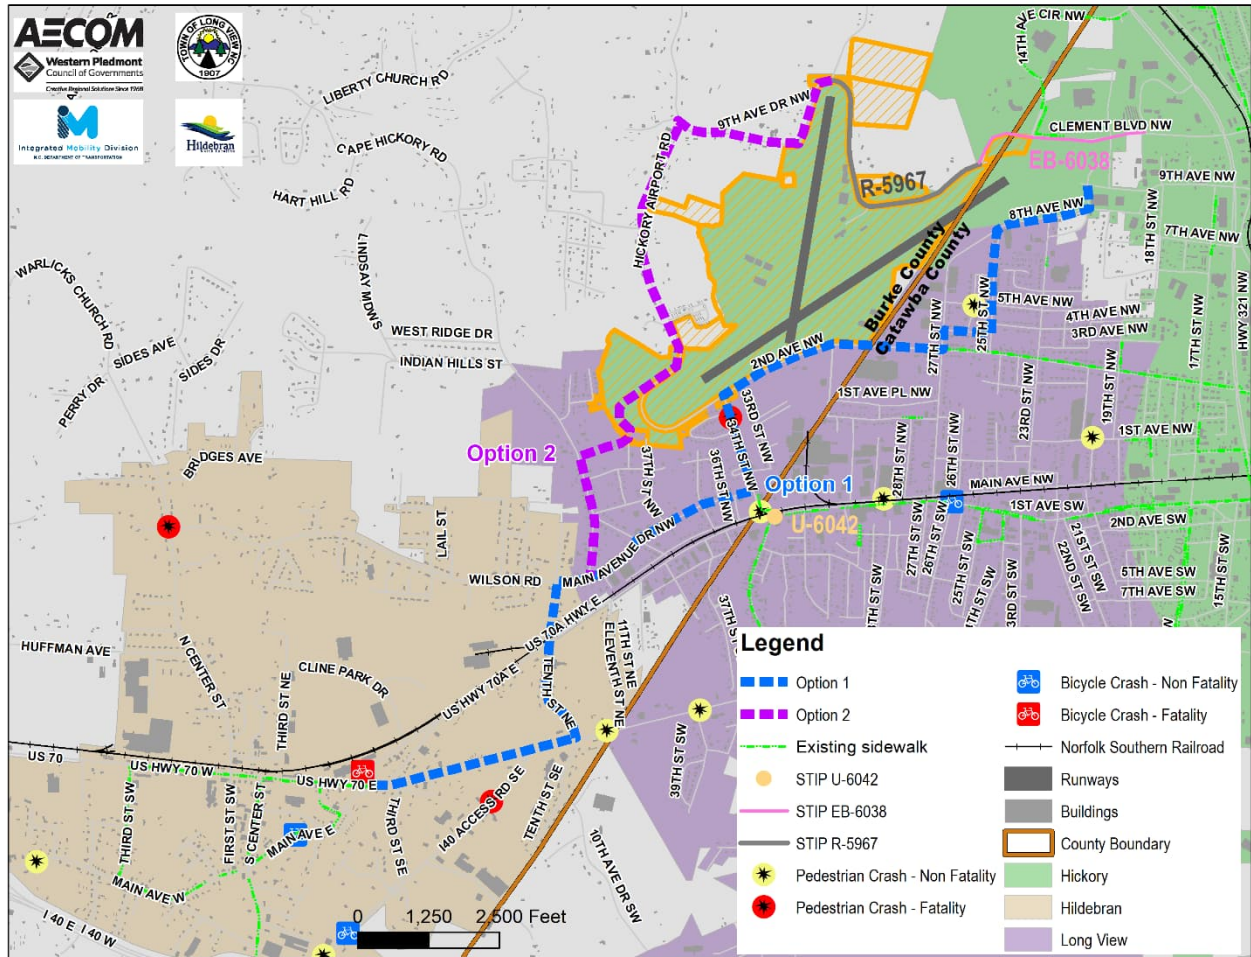 AECOM
Western Piedmont
Council of Governments
Creative Regional Solutions Since 1968
TOWN OF LONG VIEW NC
1907
Integrated Mobility Division
N.C. DEPARTMENT OF TRANSPORTATION
Hildebran
LIBERTY CHURCH RD
CAPE HICKORY RD
HART HILL RD
LINDSAY MDWS
WARLICKS CHURCH RD
SIDES AVE
SIDES DR
PERRY DR
WEST RIDGE DR
INDIAN HILLS ST
HICKORY AIRPORT RD
9TH AVE DR NW
14TH AVE CIR NW
CLEMENT BLVD NW
EB-6038
R-5967
9TH AVE NW
8TH AVE NW
18TH ST NW
7TH AVE NW
HWY 321 NW
Burke County
Catawba County
5TH AVE NW
4TH AVE NW
3RD AVE NW
25TH ST NW
27TH ST NW
17TH ST NW
2ND AVE NW
1ST AVE PL NW
23RD ST NW
19TH ST NW
1ST AVE NW
33RD ST NW
34TH ST NW
36TH ST NW
37TH ST NW
28TH ST NW
26TH ST NW
MAIN AVE NW
Option 2
Option 1
U-6042
1ST AVE SW
2ND AVE SW
BRIDGES AVE
LAIL ST
WILSON RD
MAIN AVENUE DR NW
US 70A HWY E
27TH ST SW
26TH ST SW
25TH ST SW
21ST ST SW
22ND ST SW
5TH AVE SW
7TH AVE SW
15TH ST SW
HUFFMAN AVE
N CENTER ST
THIRD ST NE
CLINE PARK DR
US HWY 70A E
TENTH ST NE
11TH ST NE
ELEVENTH ST NE
37TH ST
39TH ST SW
US 70
US HWY 70 W
US HWY 70 E
THIRD ST SW
FIRST ST SW
S CENTER ST
MAIN AVE E
MAIN AVE W
THIRD ST SE
I40 ACCESS RD SE
TENTH ST SE
10TH AVE DR SW
I 40 E
I 40 W
0 1,250 2,500 Feet
Legend
Option 1
Option 2
Existing sidewalk
STIP U-6042
STIP EB-6038
STIP R-5967
Pedestrian Crash - Non Fatality
Pedestrian Crash - Fatality
Bicycle Crash - Non Fatality
Bicycle Crash - Fatality
Norfolk Southern Railroad
Runways
Buildings
County Boundary
Hickory
Hildebran
Long View